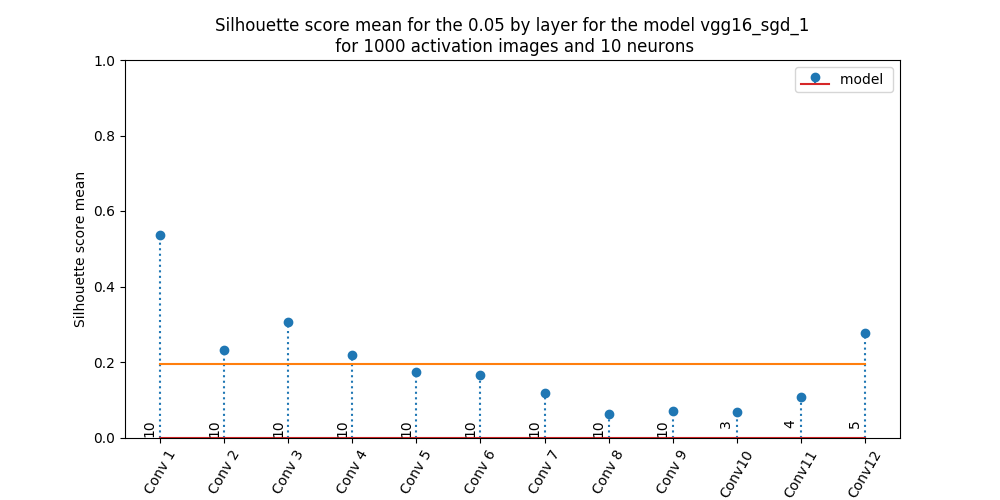 Silhouette score mean for the 0.05 by layer for the model vgg16_sgd_1
for 1000 activation images and 10 neurons
model
Silhouette score mean
1.0
0.8
0.6
0.4
0.2
0.0
10
10
10
10
10
10
10
10
10
3
4
5
Conv 1
Conv 2
Conv 3
Conv 4
Conv 5
Conv 6
Conv 7
Conv 8
Conv 9
Conv10
Conv11
Conv12